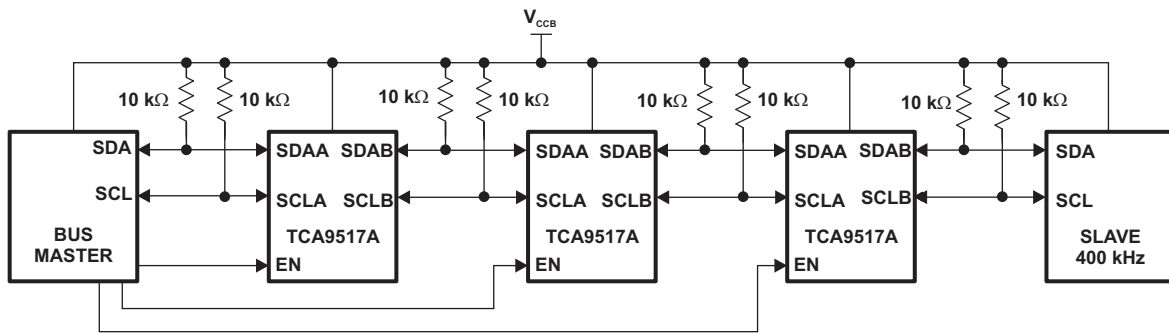 V_CCB
10 kΩ 10 kΩ 10 kΩ 10 kΩ 10 kΩ 10 kΩ 10 kΩ 10 kΩ
SDA SDAA SDAB SDAA SDAB SDAA SDAB SDA
SCL SCLA SCLB SCLA SCLB SCLA SCLB SCL
BUS
MASTER
TCA9517A TCA9517A TCA9517A
SLAVE
400 kHz
EN EN EN